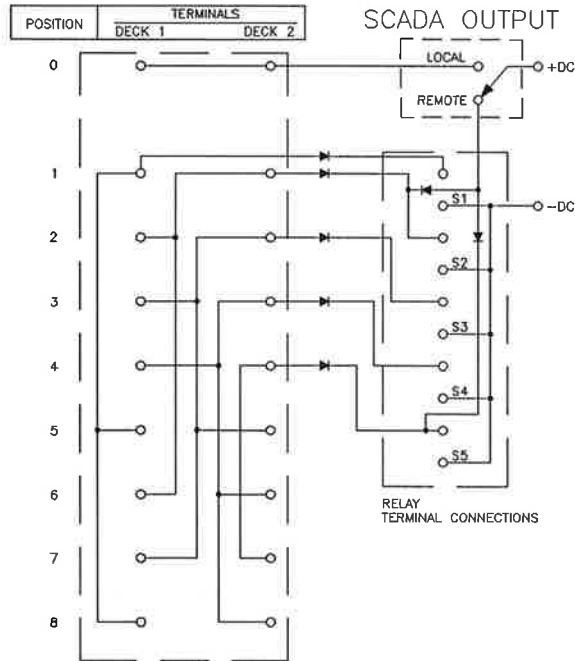 POSITION
TERMINALS
DECK 1 DECK 2
SCADA OUTPUT
0
LOCAL
+DC
REMOTE
1
S1
-DC
2
S2
3
S3
4
S4
5
S5
6
RELAY
TERMINAL CONNECTIONS
7
8